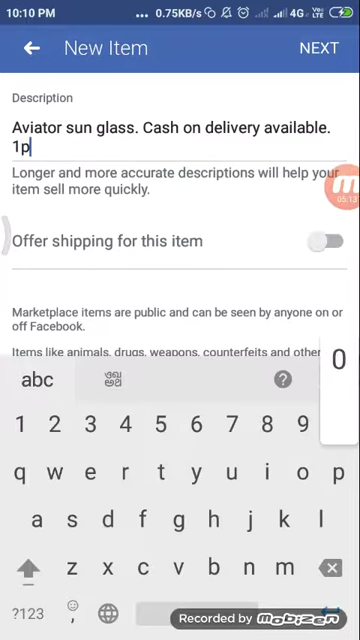 10:10 PM ... 0.75KB/s 4G VoLTE
New Item NEXT
Description
Aviator sun glass. Cash on delivery available.
1p
Longer and more accurate descriptions will help your
item sell more quickly.
05:13
Offer shipping for this item
Marketplace items are public and can be seen by anyone on or
off Facebook.
Items like animals, drugs, weapons, counterfeits and other
0
abc ?
1 2 3 4 5 6 7 8 9
q w e r t y u i o p
a s d f g h j k l
z x c v b n m
?123 ,
Recorded by mobizen